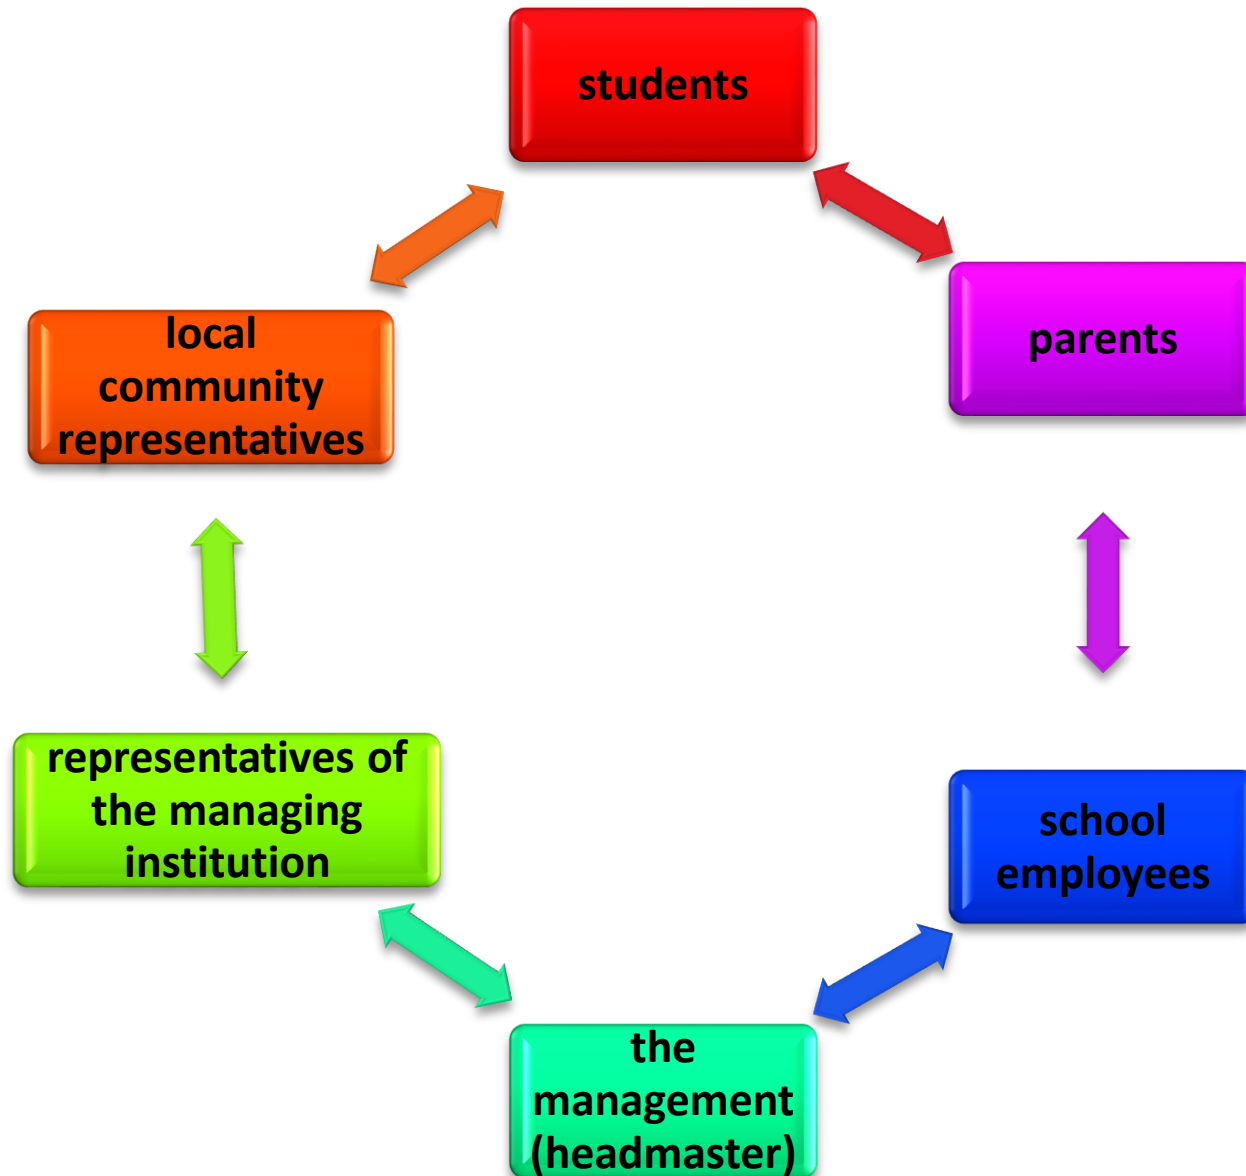 students
parents
local
community
representatives
representatives of
the managing
institution
school
employees
the
management
(headmaster)